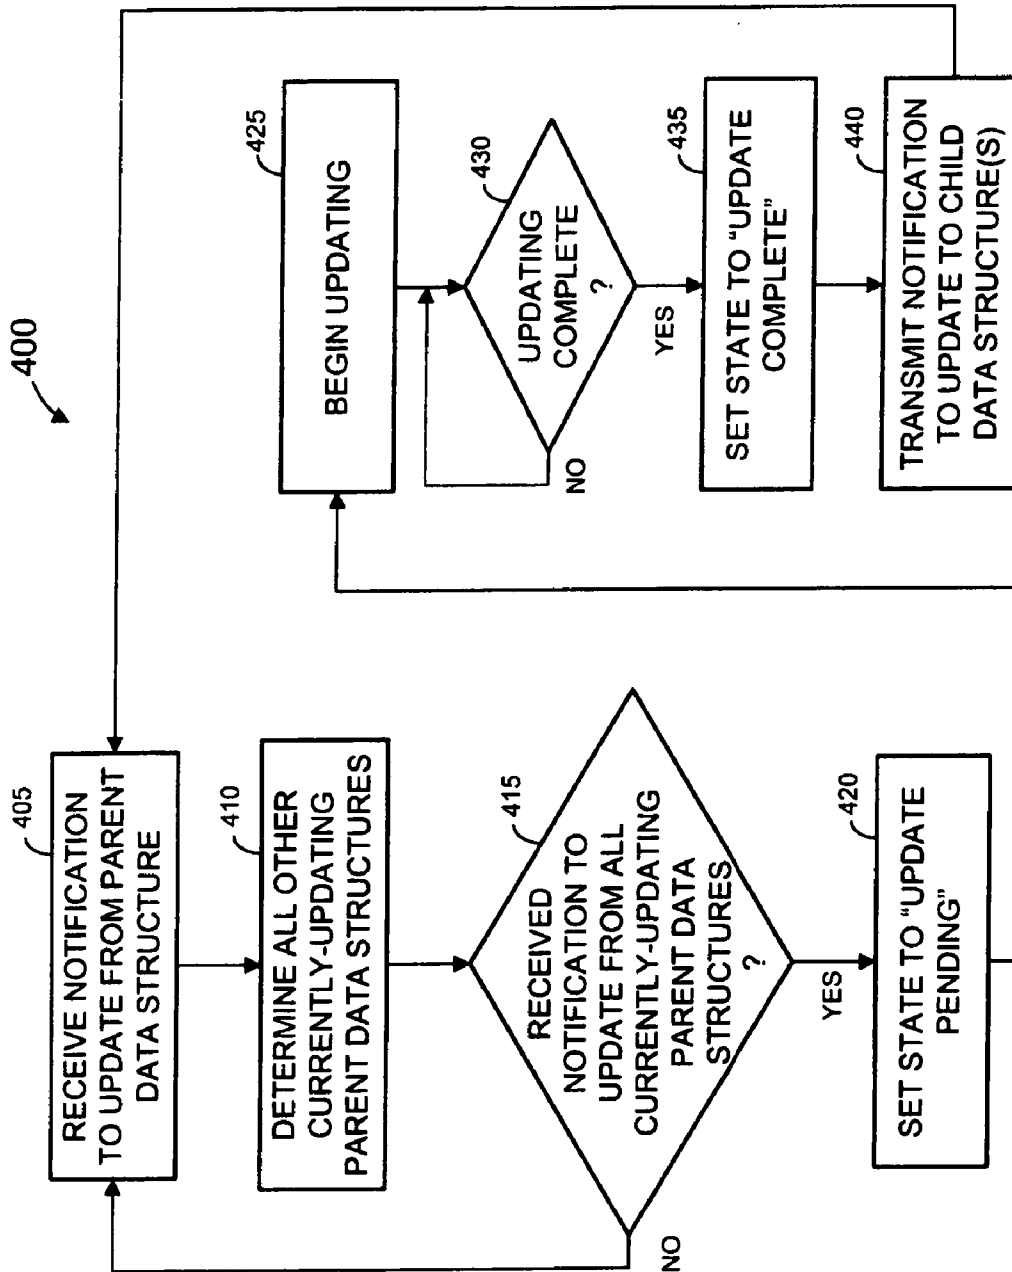 400
405
RECEIVE NOTIFICATION
TO UPDATE FROM PARENT
DATA STRUCTURE
410
DETERMINE ALL OTHER
CURRENTLY-UPDATING
PARENT DATA STRUCTURES
415
RECEIVED
NOTIFICATION TO
UPDATE FROM ALL
CURRENTLY-UPDATING
PARENT DATA
STRUCTURES
?
NO
YES
420
SET STATE TO "UPDATE
PENDING"
425
BEGIN UPDATING
430
UPDATING
COMPLETE
?
NO
YES
435
SET STATE TO "UPDATE
COMPLETE"
440
TRANSMIT NOTIFICATION
TO UPDATE TO CHILD
DATA STRUCTURE(S)